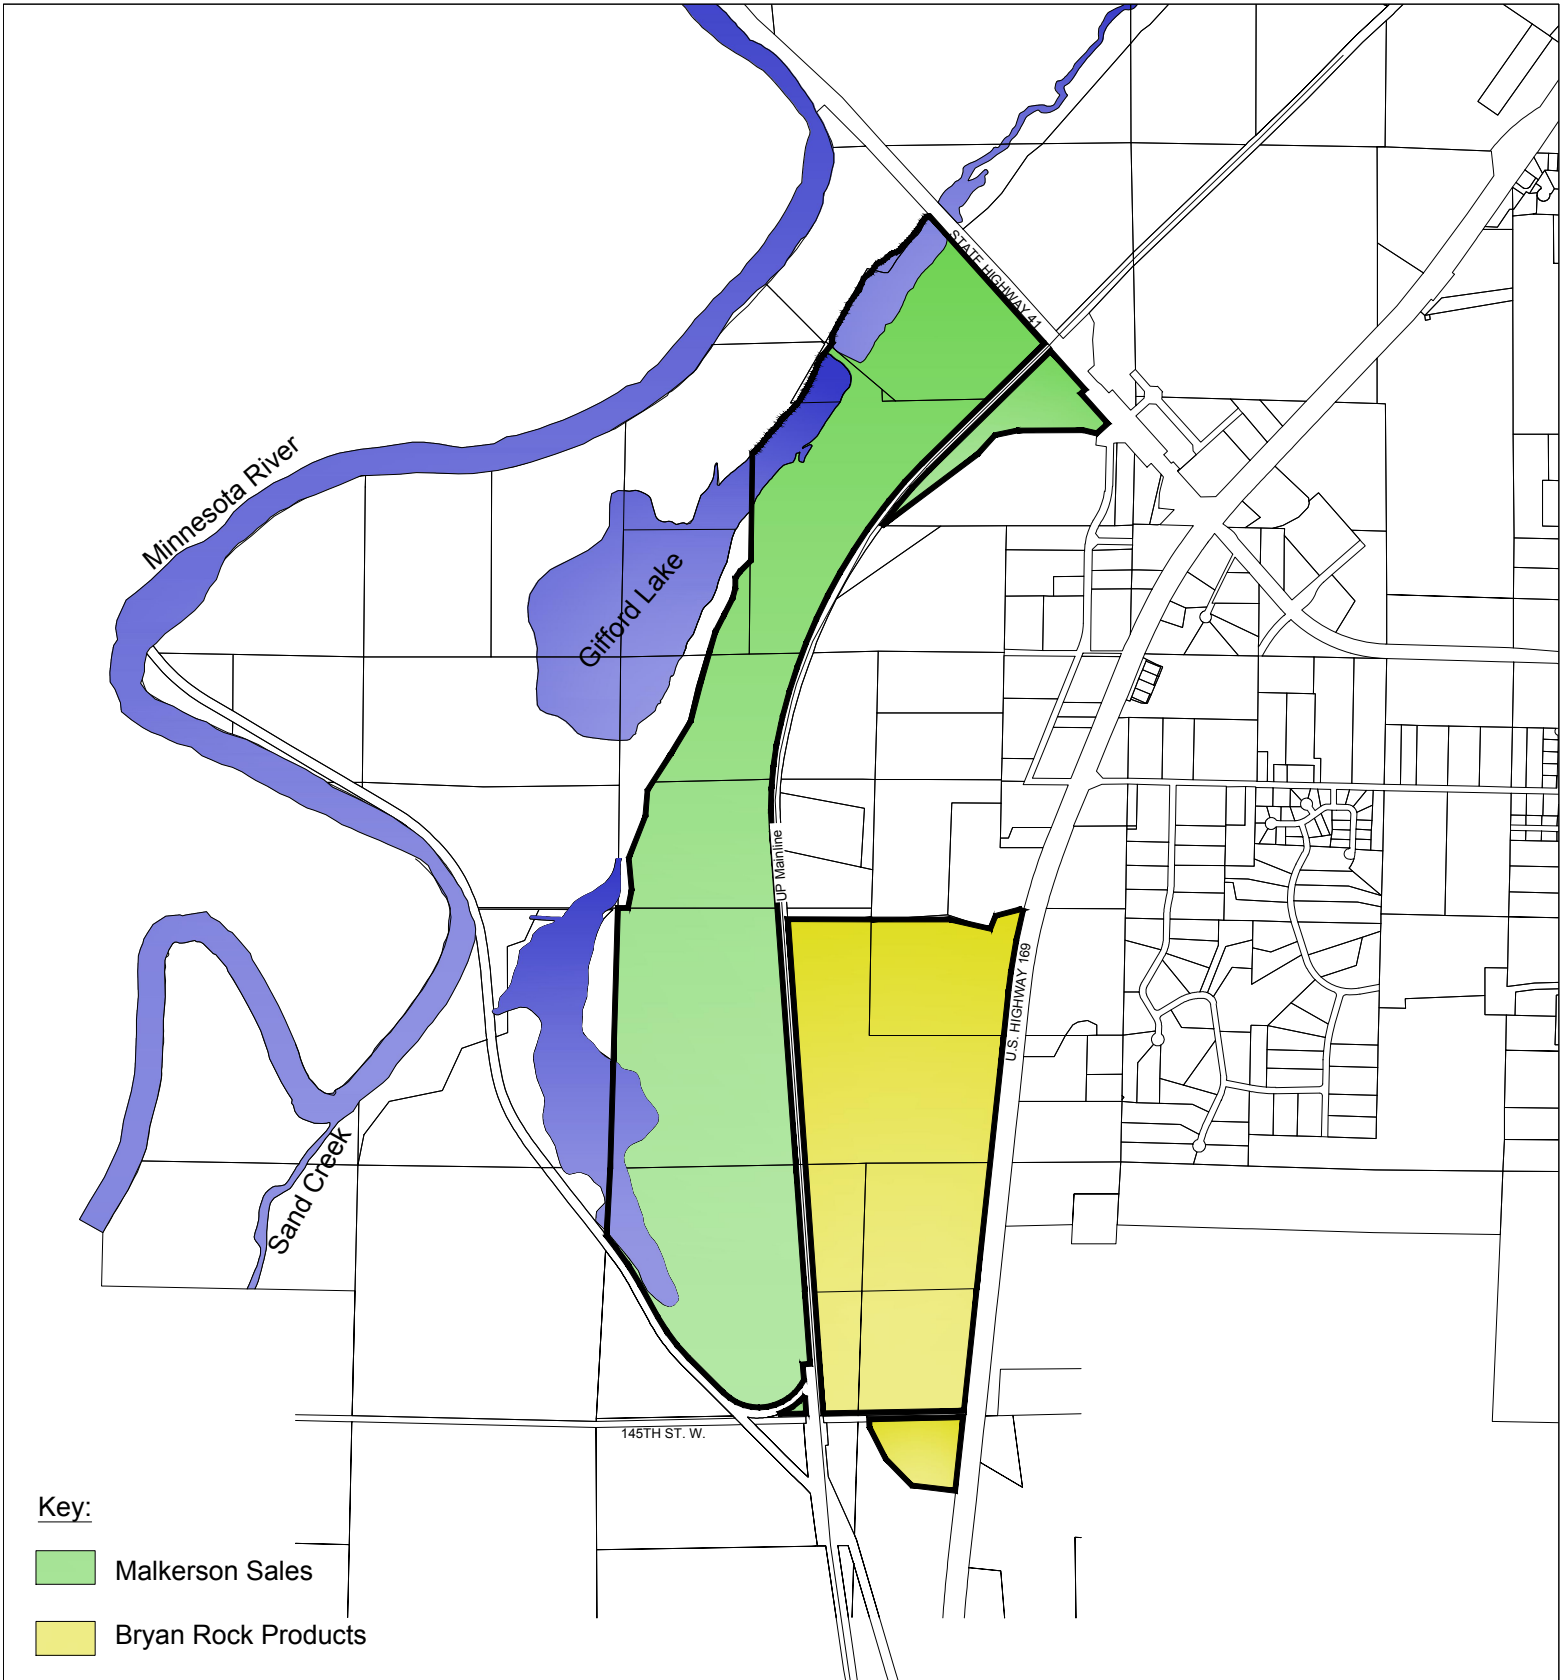 STATE HIGHWAY 41
Minnesota River
Gifford Lake
UP Mainline
U.S. HIGHWAY 169
Sand Creek
145TH ST. W.
Key:
Malkerson Sales
Bryan Rock Products